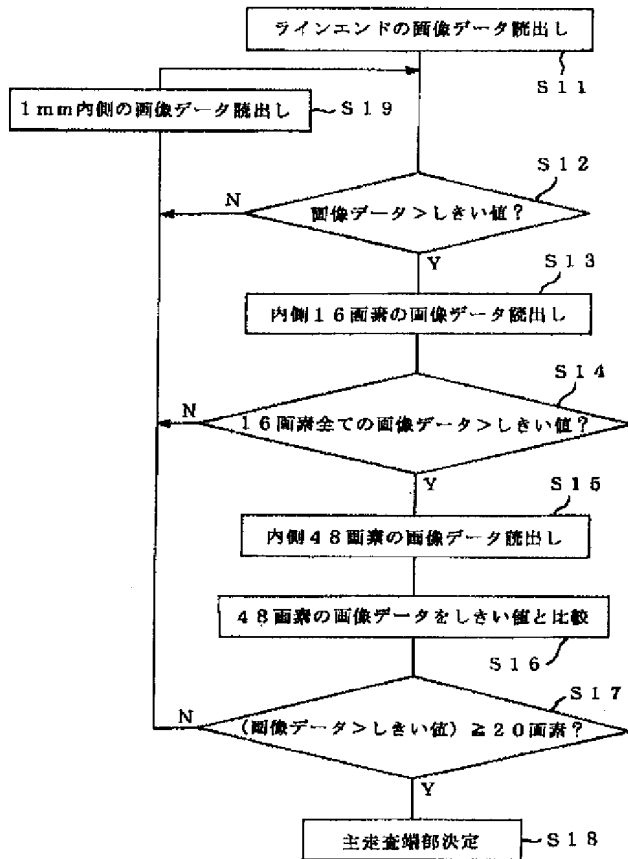 ラインエンドの画像データ読出し
S11
1mm内側の画像データ読出し
S19
S12
画像データ>しきい値?
N
Y
S13
内側16画素の画像データ読出し
S14
16画素全ての画像データ>しきい値?
N
Y
S15
内側48画素の画像データ読出し
48画素の画像データをしきい値と比較
S16
S17
(画像データ>しきい値)≧20画素?
N
Y
主走査端部決定
S18